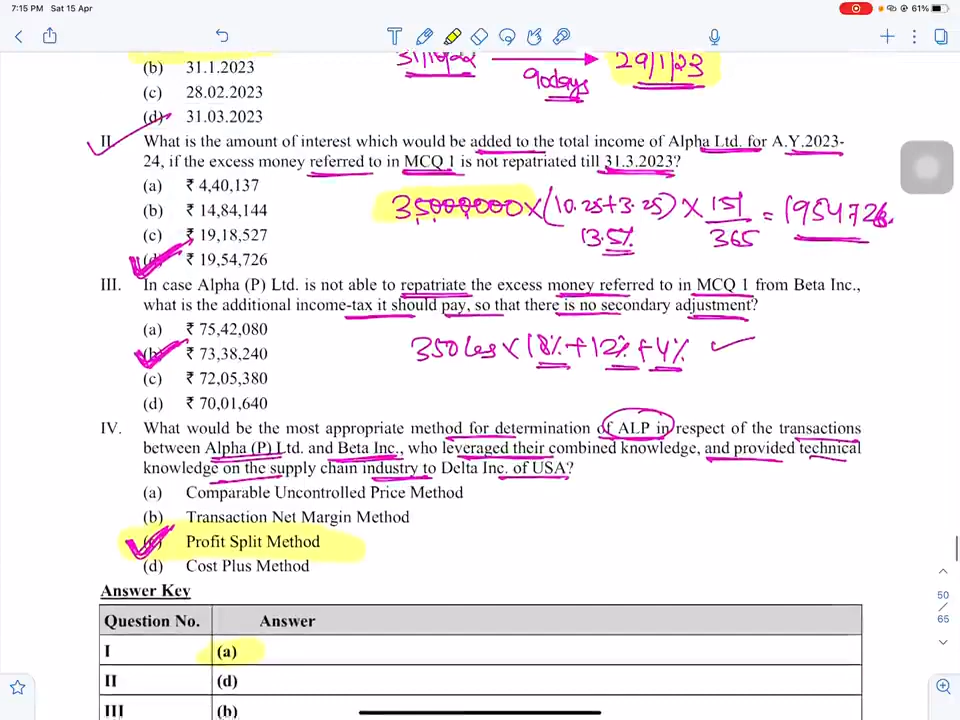 7:15 PM Sat 15 Apr
61%
31/10/22 → 29/1/23
90days
(b) 31.1.2023
(c) 28.02.2023
(d) 31.03.2023
II. What is the amount of interest which would be added to the total income of Alpha Ltd. for A.Y.2023-
24, if the excess money referred to in MCQ 1 is not repatriated till 31.3.2023?
(a) ₹ 4,40,137
(b) ₹ 14,84,144
(c) ₹ 19,18,527
(d) ₹ 19,54,726
35000000 × (10.25+3.25) × 151/365 = 1954726.
13.5%
III. In case Alpha (P) Ltd. is not able to repatriate the excess money referred to in MCQ 1 from Beta Inc.,
what is the additional income-tax it should pay, so that there is no secondary adjustment?
(a) ₹ 75,42,080
(b) ₹ 73,38,240
(c) ₹ 72,05,380
(d) ₹ 70,01,640
350 lcs × (18% + 12% + 4%
IV. What would be the most appropriate method for determination of ALP in respect of the transactions
between Alpha (P) Ltd. and Beta Inc., who leveraged their combined knowledge, and provided technical
knowledge on the supply chain industry to Delta Inc. of USA?
(a) Comparable Uncontrolled Price Method
(b) Transaction Net Margin Method
(c) Profit Split Method
(d) Cost Plus Method
Answer Key
Question No. Answer
I (a)
II (d)
III (b)
50
/
65